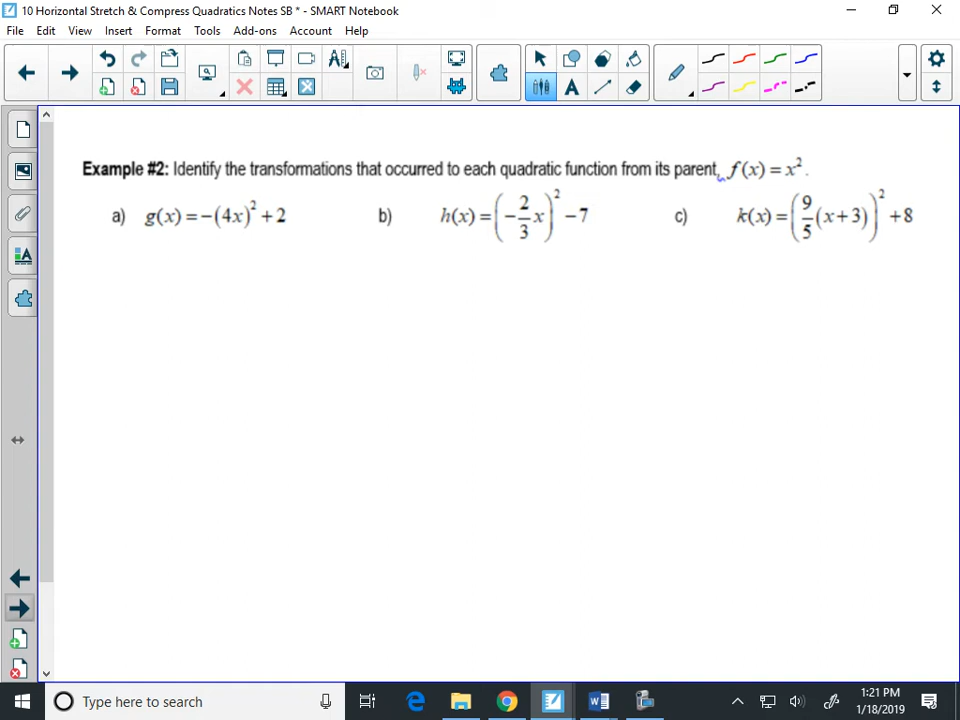 10 Horizontal Stretch & Compress Quadratics Notes SB * - SMART Notebook
File Edit View Insert Format Tools Add-ons Account Help
Example #2: Identify the transformations that occurred to each quadratic function from its parent, f(x) = x².
a) g(x) = −(4x)² + 2 b) h(x) = (−2/3 x)² − 7 c) k(x) = (9/5 (x+3))² + 8
Type here to search
1:21 PM
1/18/2019